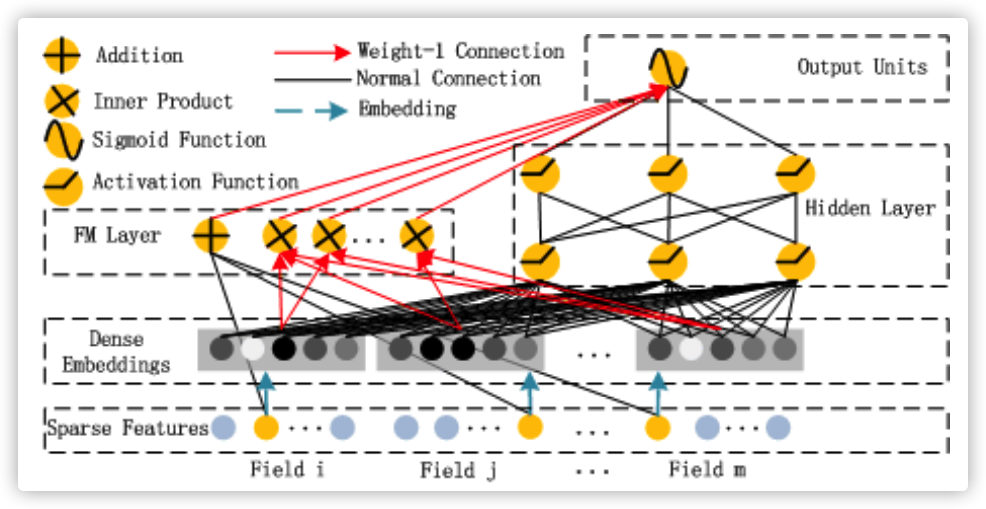 Addition
Inner Product
Sigmoid Function
Activation Function
Weight-1 Connection
Normal Connection
Embedding
Output Units
Hidden Layer
FM Layer
...
Dense
Embeddings
...
Sparse Features
... ... ... ...
Field i Field j ... Field m